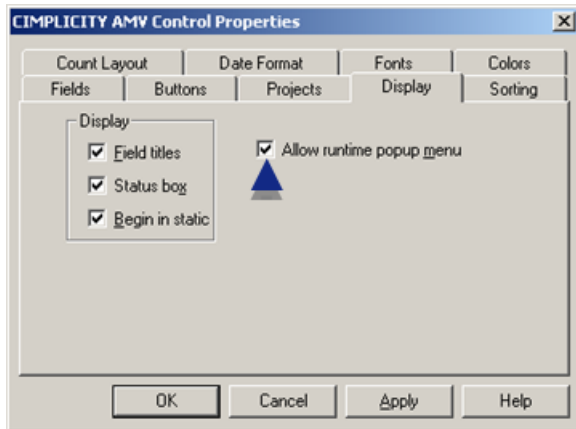 CIMPLICITY AMV Control Properties
Count Layout Date Format Fonts Colors
Fields Buttons Projects Display Sorting
Display
Field titles
Allow runtime popup menu
Status box
Begin in static
OK Cancel Apply Help